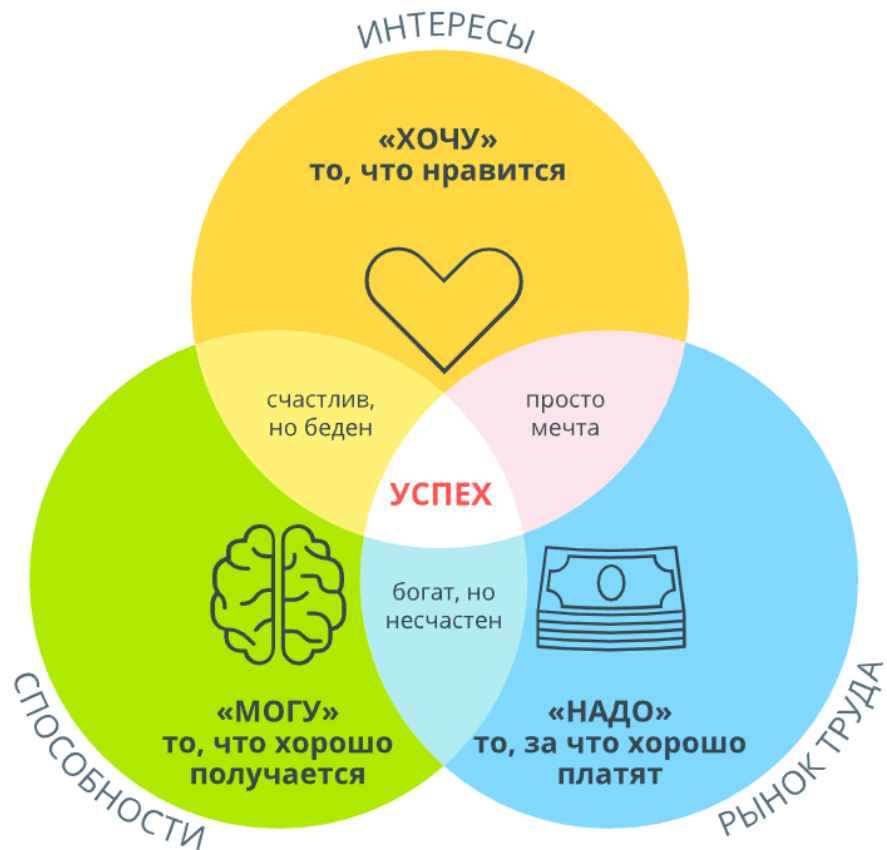 ИНТЕРЕСЫ
«ХОЧУ»
то, что нравится
счастлив,
но беден
просто
мечта
УСПЕХ
богат, но
несчастен
«МОГУ»
то, что хорошо
получается
«НАДО»
то, за что хорошо
платят
СПОСОБНОСТИ
РЫНОК ТРУДА